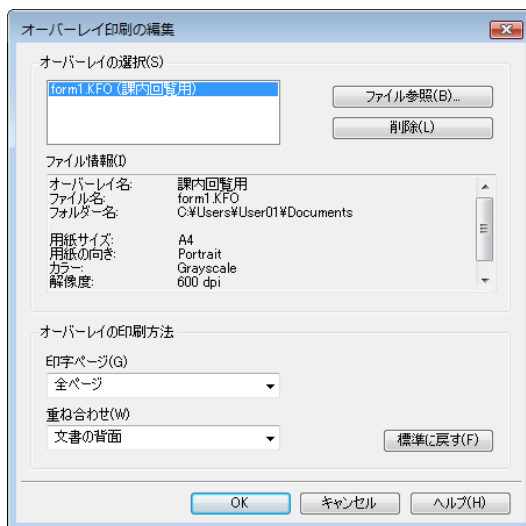 オーバーレイ印刷の編集
オーバーレイの選択(S)
form1.KFO (課内回覧用)
ファイル参照(B)...
削除(L)
ファイル情報(I)
オーバーレイ名: 課内回覧用
ファイル名: form1.KFO
フォルダー名: C:¥Users¥User01¥Documents
用紙サイズ: A4
用紙の向き: Portrait
カラー: Grayscale
解像度: 600 dpi
オーバーレイの印刷方法
印字ページ(G)
全ページ
重ね合わせ(W)
文書の背面
標準に戻す(F)
OK キャンセル ヘルプ(H)